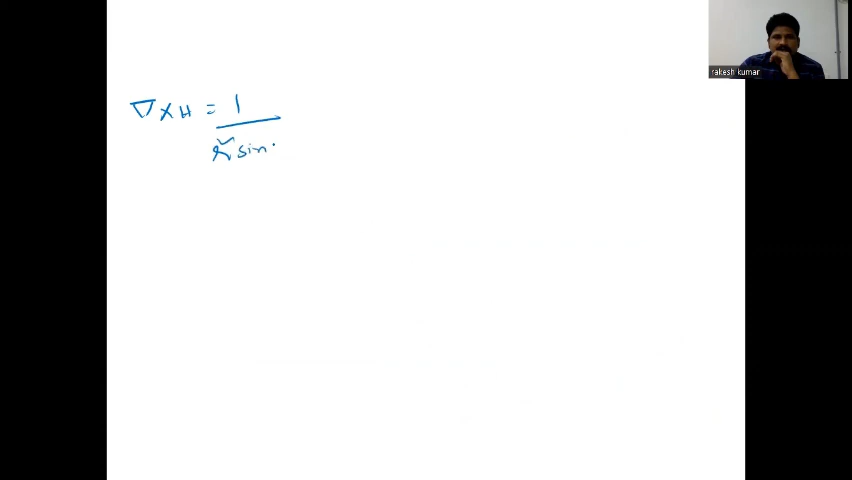 rakesh kumar
∇ × H = 1
r² sin